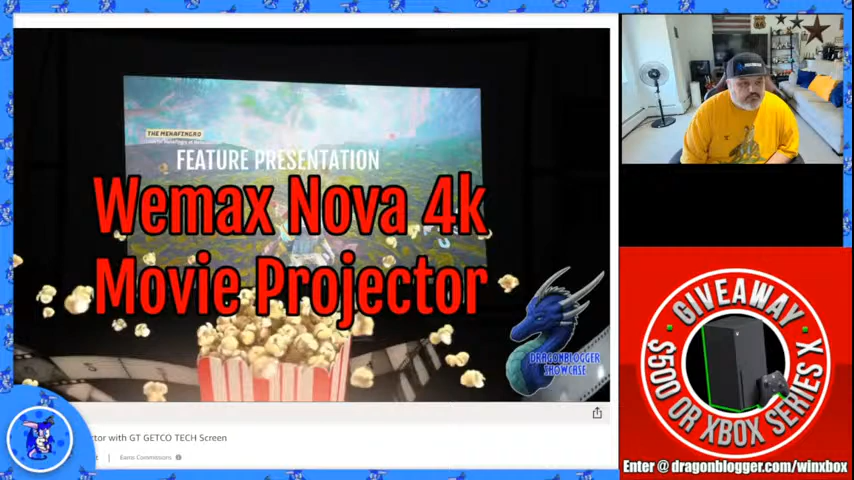 THE MENAFINGRO
FEATURE PRESENTATION
Wemax Nova 4k
Movie Projector
DRAGONBLOGGER
SHOWCASE
ctor with GT GETCO TECH Screen
Earns Commissions
GIVEAWAY
$500 OR XBOX SERIES X
Enter @ dragonblogger.com/winxbox